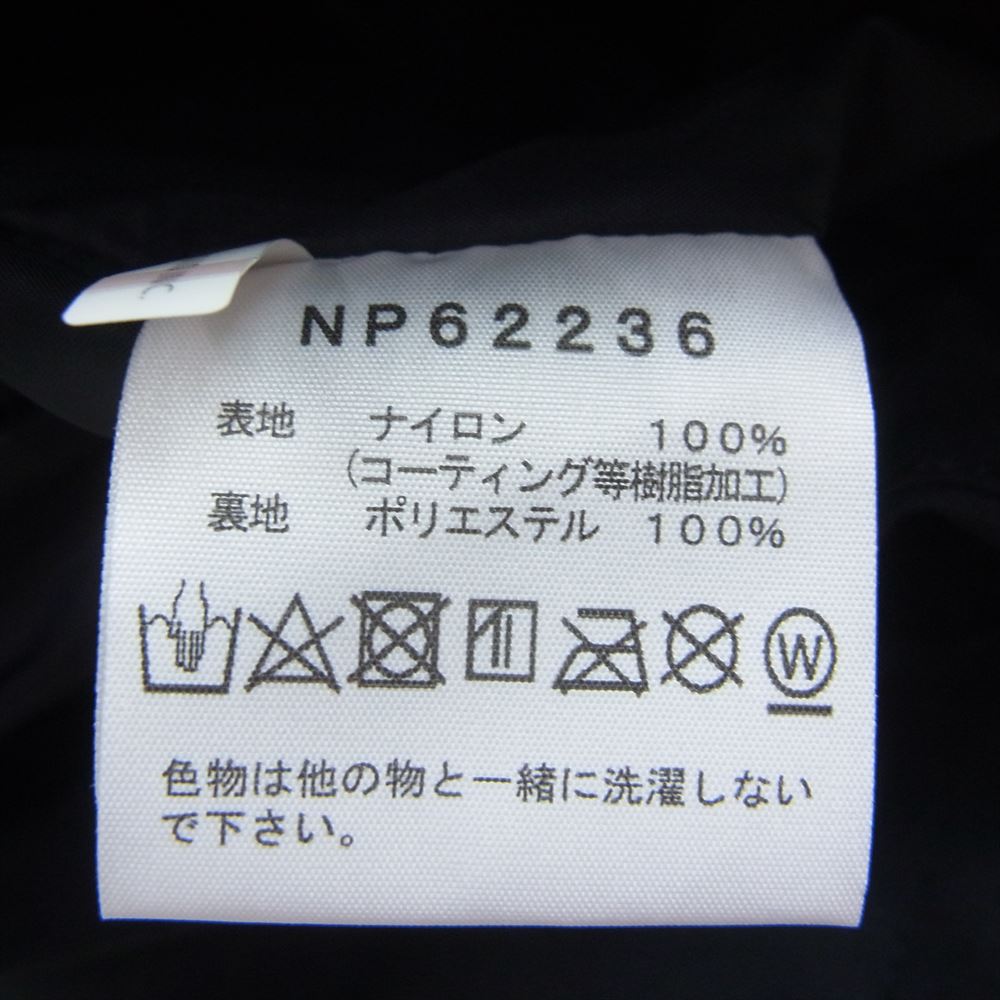 NP62236
表地 ナイロン 100%
(コーティング等樹脂加工)
裏地 ポリエステル 100%
W
色物は他の物と一緒に洗濯しない
で下さい。